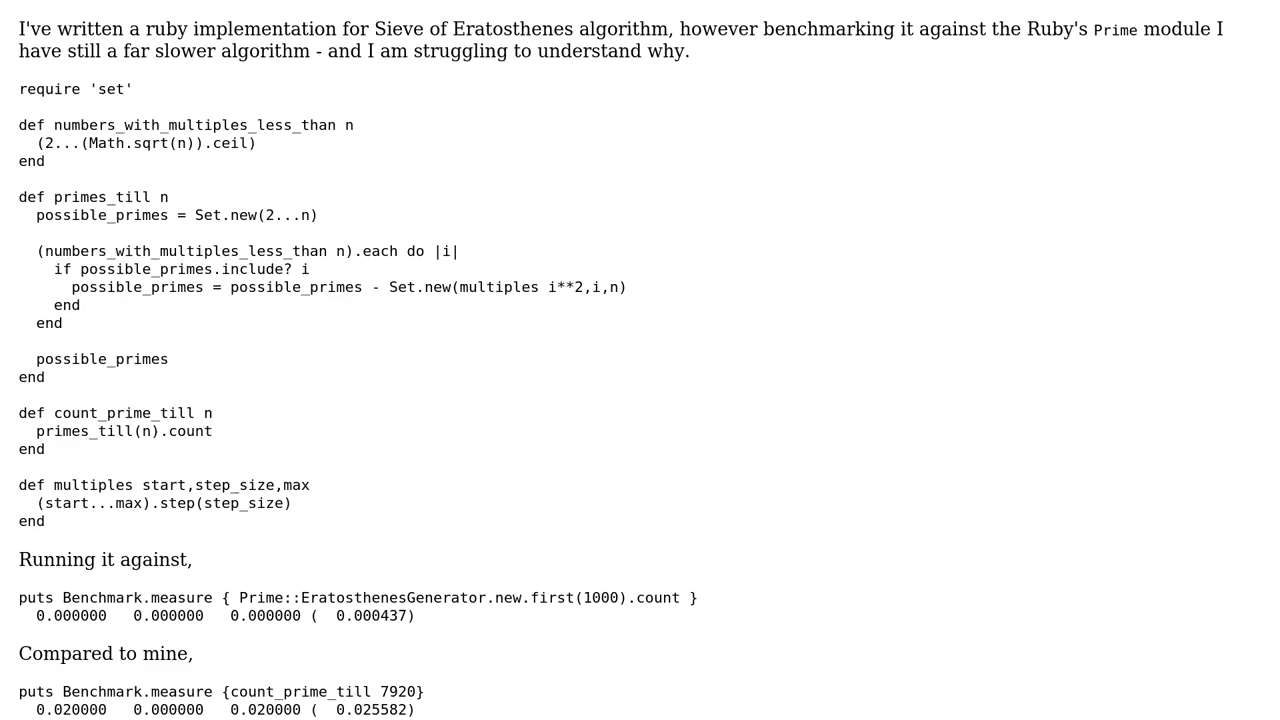 I've written a ruby implementation for Sieve of Eratosthenes algorithm, however benchmarking it against the Ruby's Prime module I
have still a far slower algorithm - and I am struggling to understand why.
require 'set'
def numbers_with_multiples_less_than n
  (2...(Math.sqrt(n)).ceil)
end
def primes_till n
  possible_primes = Set.new(2...n)
  (numbers_with_multiples_less_than n).each do |i|
    if possible_primes.include? i
      possible_primes = possible_primes - Set.new(multiples i**2,i,n)
    end
  end
  possible_primes
end
def count_prime_till n
  primes_till(n).count
end
def multiples start,step_size,max
  (start...max).step(step_size)
end
Running it against,
puts Benchmark.measure { Prime::EratosthenesGenerator.new.first(1000).count }
  0.000000   0.000000   0.000000 (  0.000437)
Compared to mine,
puts Benchmark.measure {count_prime_till 7920}
  0.020000   0.000000   0.020000 (  0.025582)